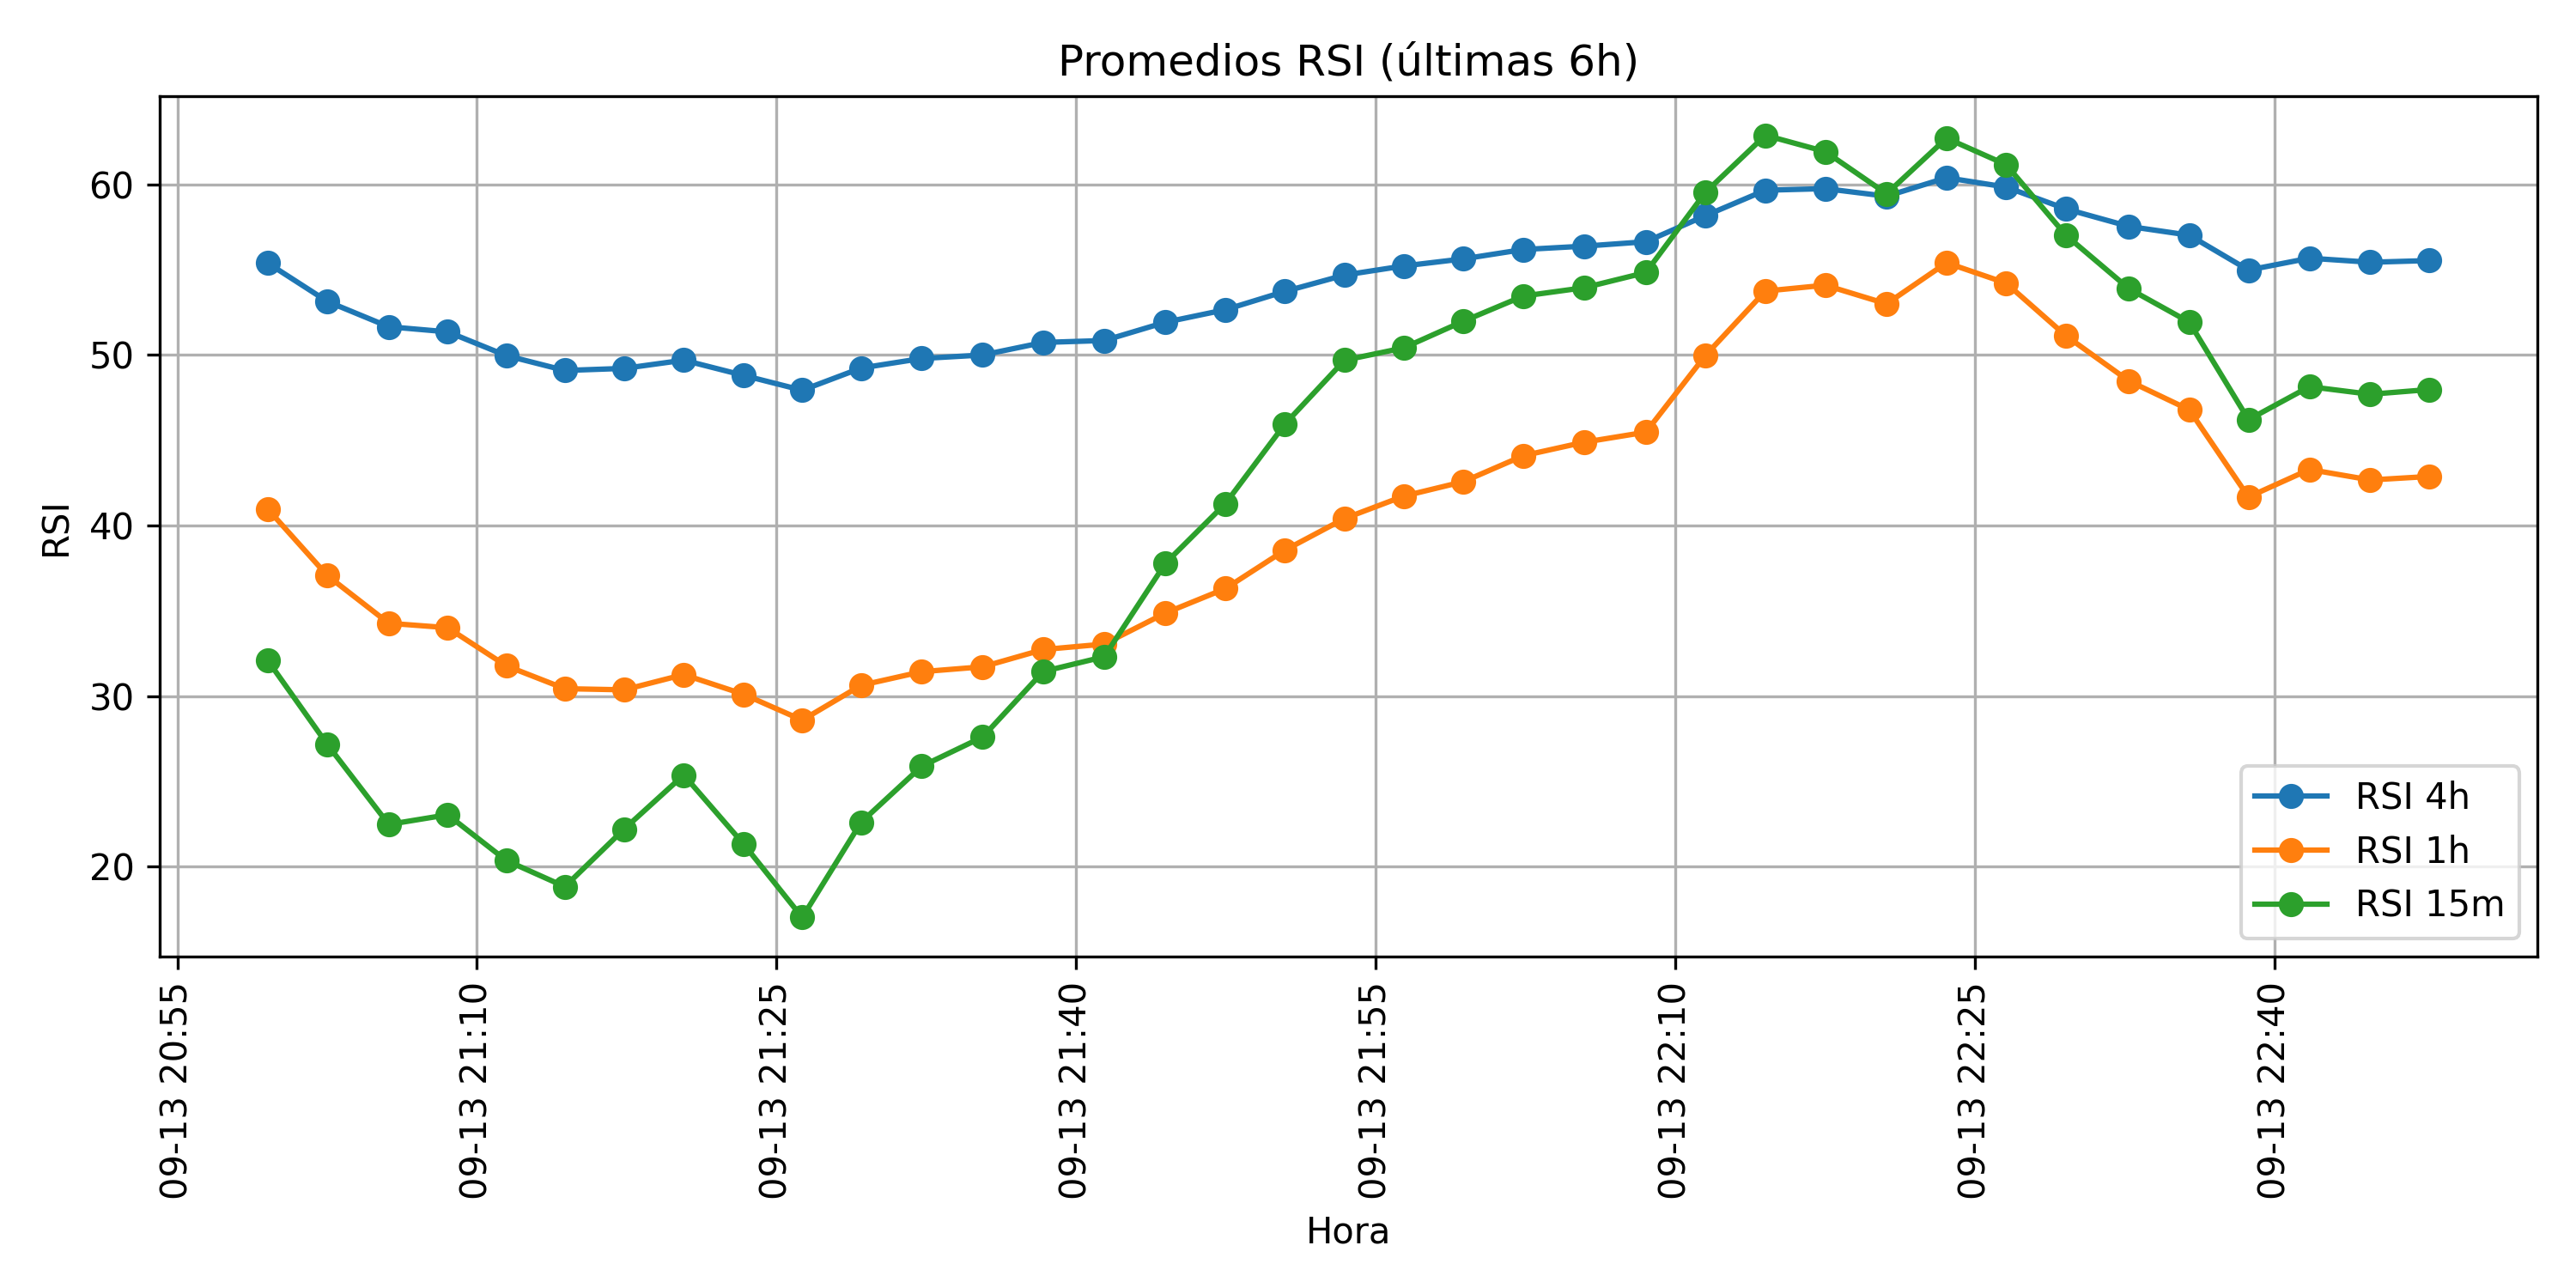 Promedios RSI (últimas 6h)
RSI
60
50
40
30
20
RSI 4h
RSI 1h
RSI 15m
09-13 20:55
09-13 21:10
09-13 21:25
09-13 21:40
09-13 21:55
09-13 22:10
09-13 22:25
09-13 22:40
Hora